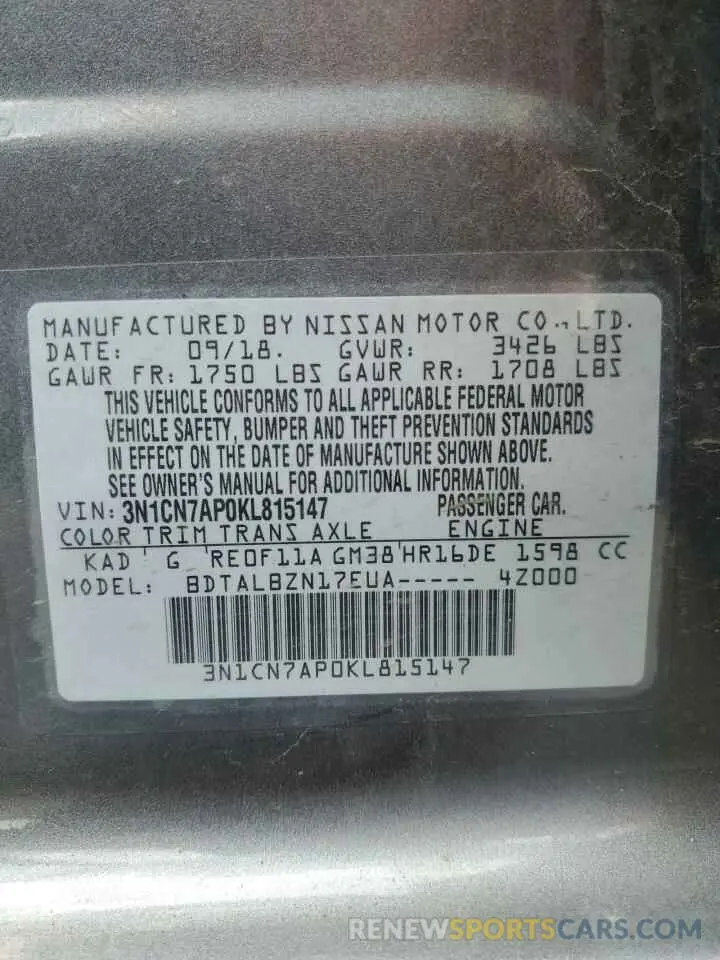 MANUFACTURED BY NISSAN MOTOR CO., LTD.
DATE: 09/18. GVWR: 3426 LBS
GAWR FR: 1750 LBS GAWR RR: 1708 LBS
THIS VEHICLE CONFORMS TO ALL APPLICABLE FEDERAL MOTOR
VEHICLE SAFETY, BUMPER AND THEFT PREVENTION STANDARDS
IN EFFECT ON THE DATE OF MANUFACTURE SHOWN ABOVE.
SEE OWNER'S MANUAL FOR ADDITIONAL INFORMATION.
VIN: 3N1CN7AP0KL815147 PASSENGER CAR.
COLOR TRIM TRANS AXLE ENGINE
KAD G RE0F11A GM38 HR16DE 1598 CC
MODEL: BDTALBZN17EUA----- 4Z000
3N1CN7AP0KL815147
RENEWSPORTSCARS.COM